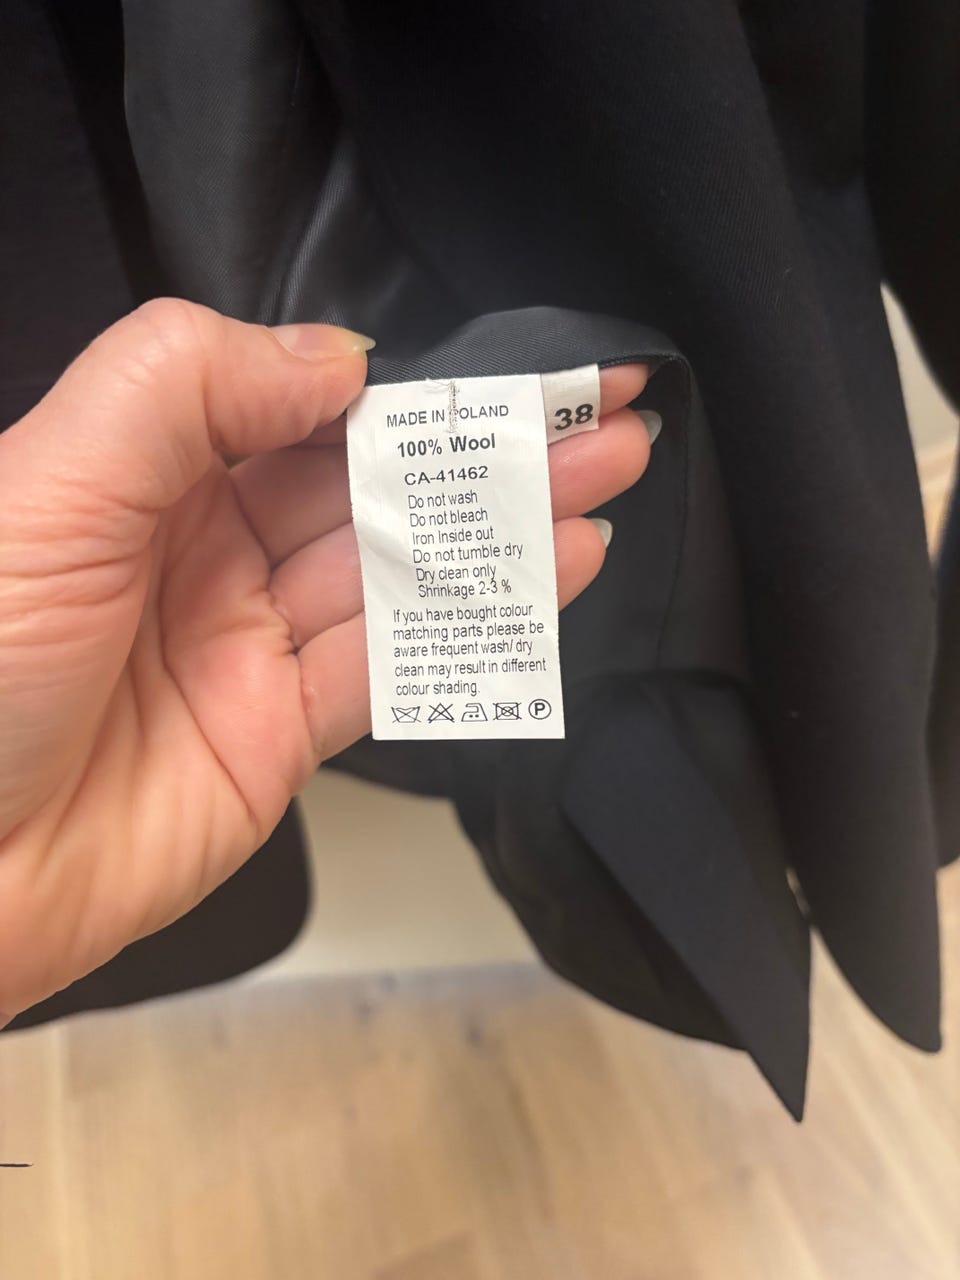 MADE IN POLAND
38
100% Wool
CA-41462
Do not wash
Do not bleach
Iron Inside out
Do not tumble dry
Dry clean only
Shrinkage 2-3 %
If you have bought colour
matching parts please be
aware frequent wash/ dry
clean may result in different
colour shading.
P